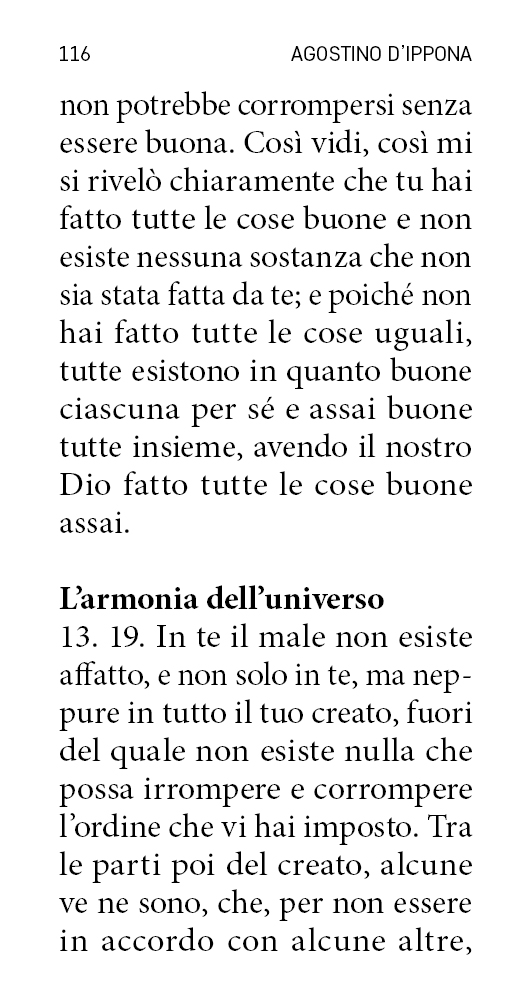 116 AGOSTINO D'IPPONA
non potrebbe corrompersi senza
essere buona. Così vidi, così mi
si rivelò chiaramente che tu hai
fatto tutte le cose buone e non
esiste nessuna sostanza che non
sia stata fatta da te; e poiché non
hai fatto tutte le cose uguali,
tutte esistono in quanto buone
ciascuna per sé e assai buone
tutte insieme, avendo il nostro
Dio fatto tutte le cose buone
assai.
L'armonia dell'universo
13. 19. In te il male non esiste
affatto, e non solo in te, ma nep-
pure in tutto il tuo creato, fuori
del quale non esiste nulla che
possa irrompere e corrompere
l'ordine che vi hai imposto. Tra
le parti poi del creato, alcune
ve ne sono, che, per non essere
in accordo con alcune altre,